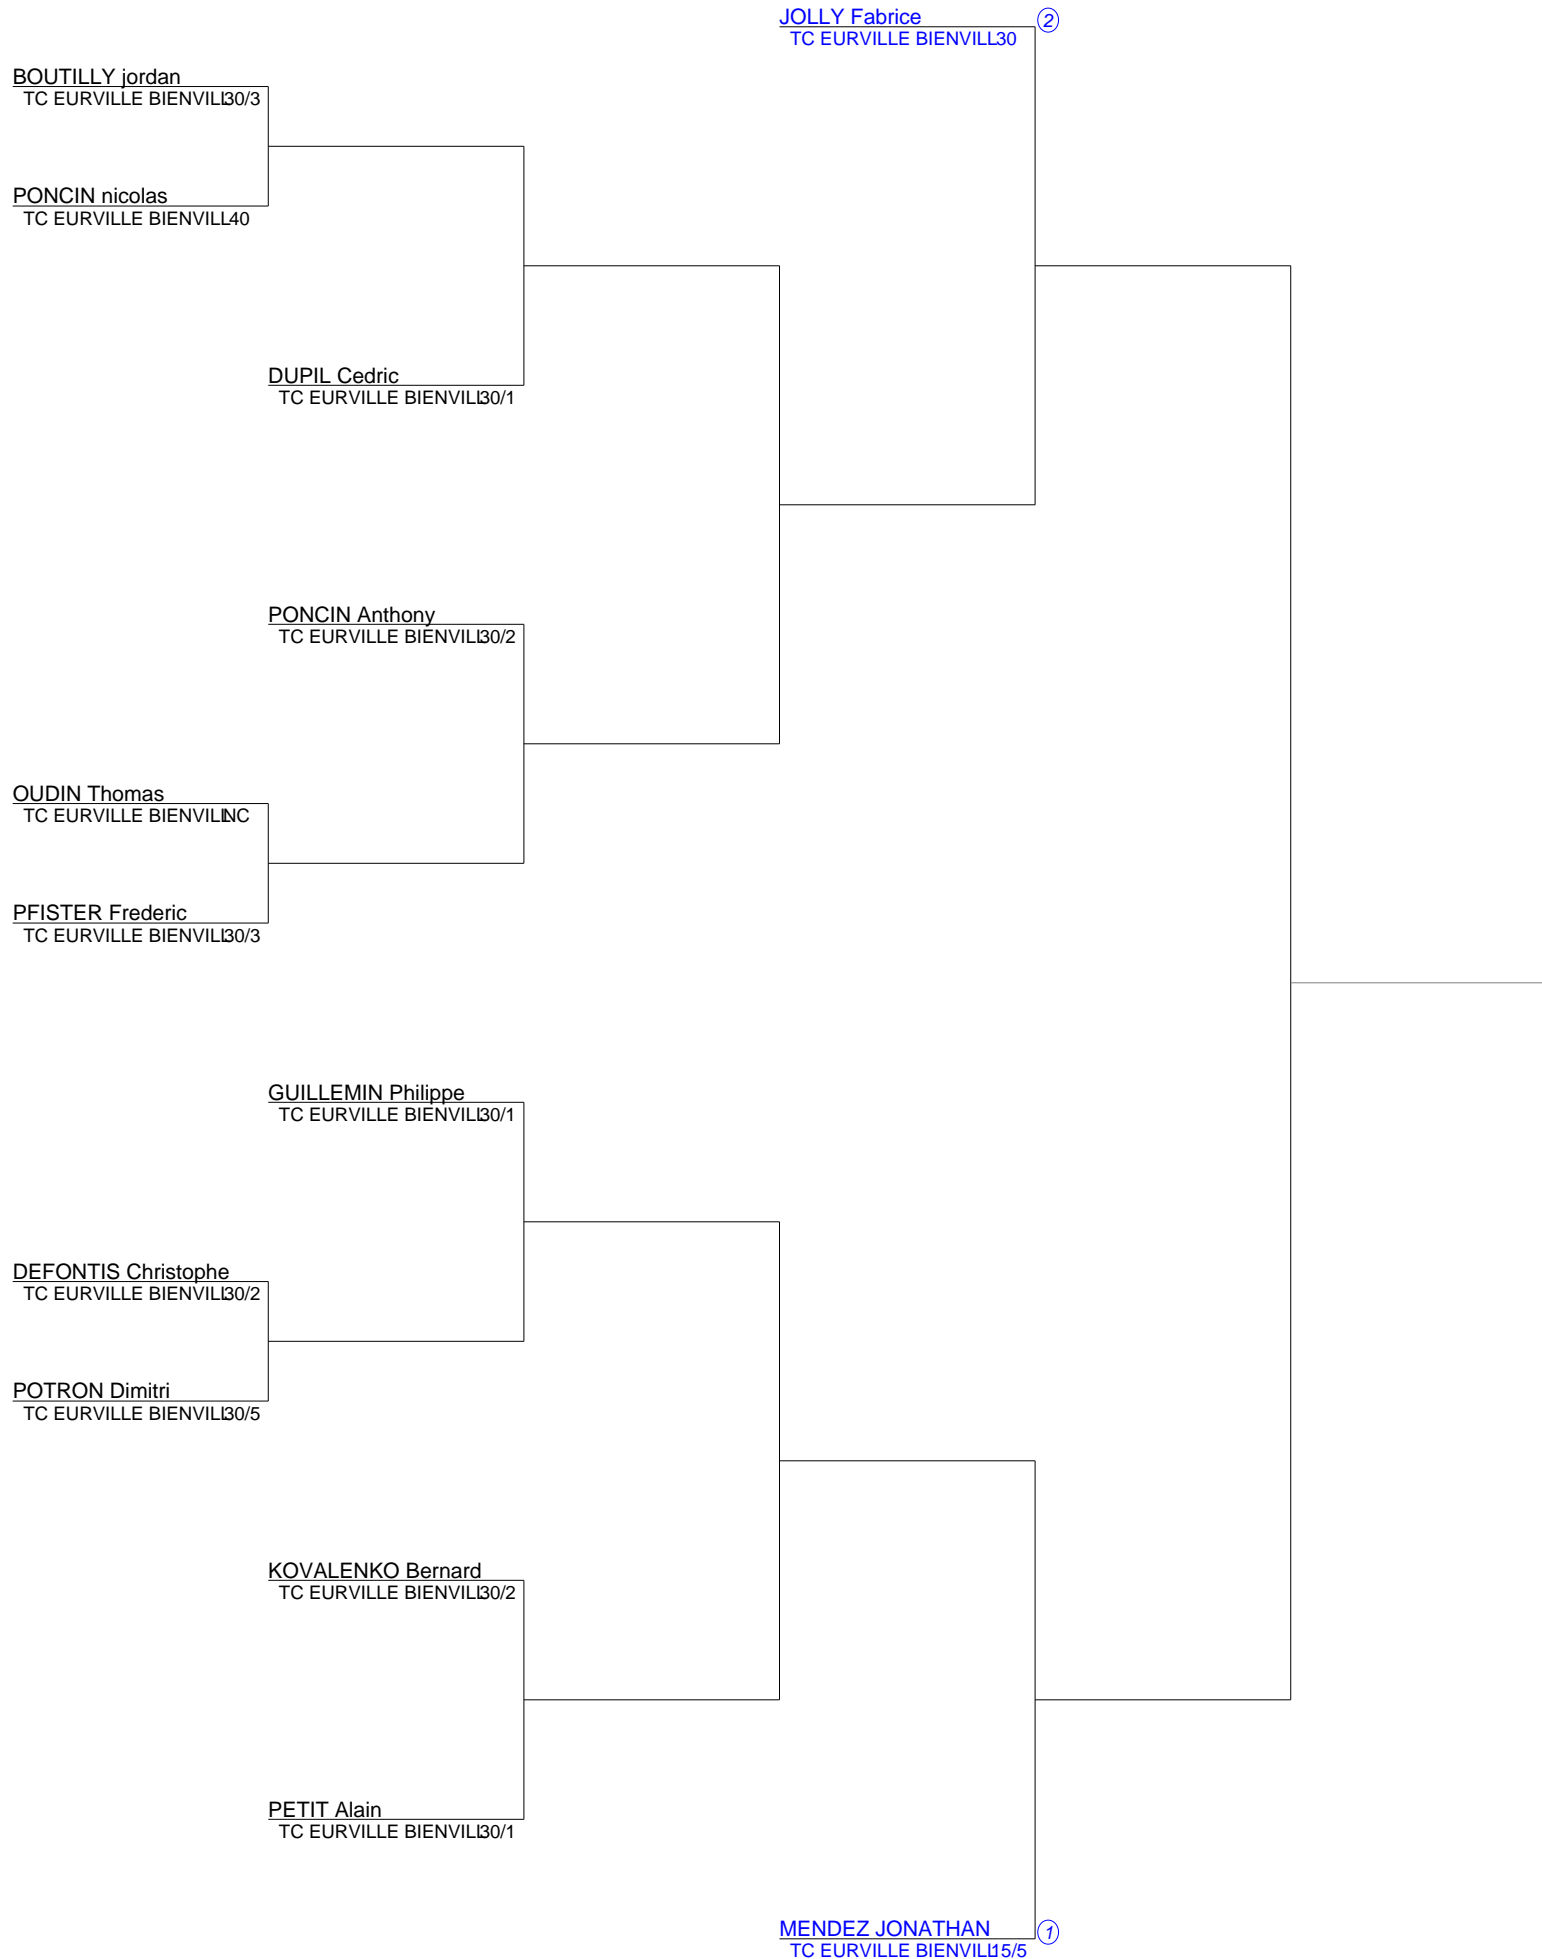 JOLLY Fabrice
2
TC EURVILLE BIENVILL30
BOUTILLY jordan
TC EURVILLE BIENVILL30/3
PONCIN nicolas
TC EURVILLE BIENVILL40
DUPIL Cedric
TC EURVILLE BIENVILL30/1
PONCIN Anthony
TC EURVILLE BIENVILL30/2
OUDIN Thomas
TC EURVILLE BIENVILLNC
PFISTER Frederic
TC EURVILLE BIENVILL30/3
GUILLEMIN Philippe
TC EURVILLE BIENVILL30/1
DEFONTIS Christophe
TC EURVILLE BIENVILL30/2
POTRON Dimitri
TC EURVILLE BIENVILL30/5
KOVALENKO Bernard
TC EURVILLE BIENVILL30/2
PETIT Alain
TC EURVILLE BIENVILL30/1
MENDEZ JONATHAN
1
TC EURVILLE BIENVILL15/5